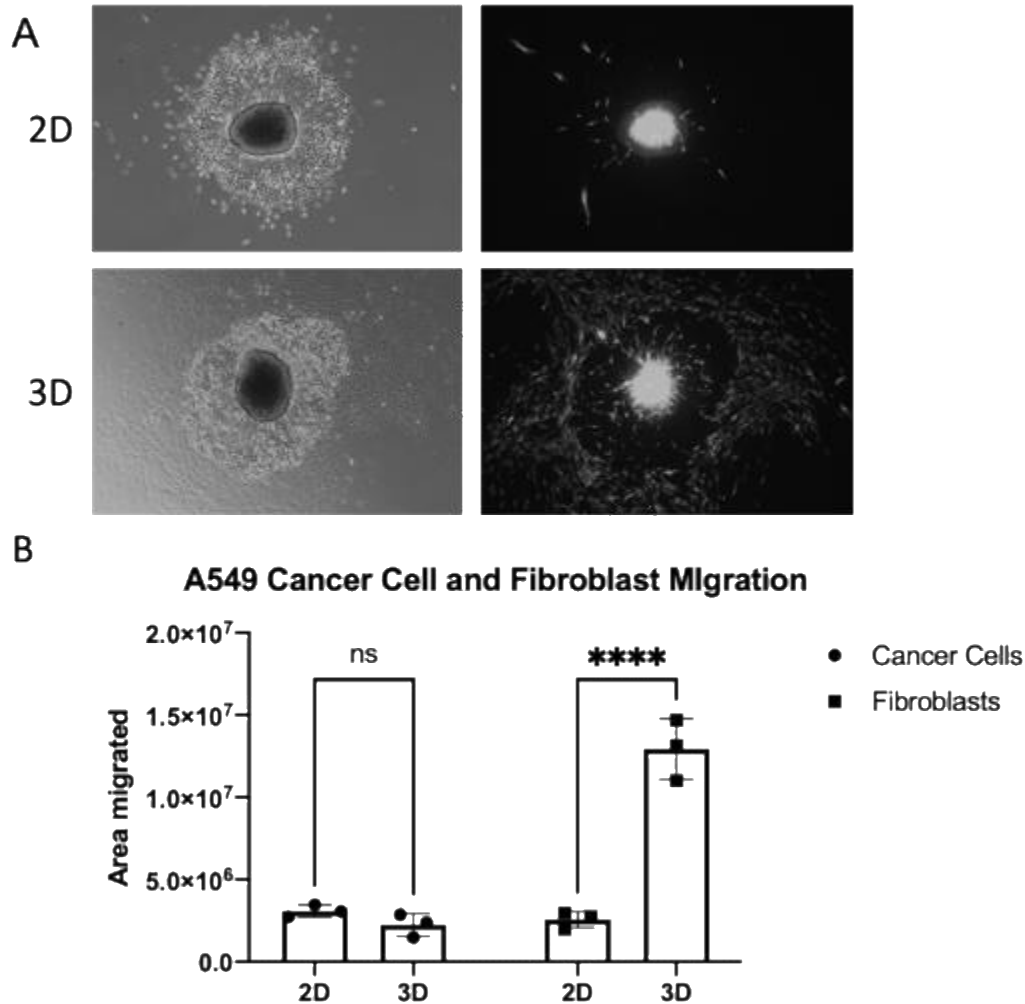 A
2D
3D
B
A549 Cancer Cell and Fibroblast MIgration
2.0×10⁷
1.5×10⁷
1.0×10⁷
5.0×10⁶
0.0
Area migrated
ns
****
Cancer Cells
Fibroblasts
2D 3D 2D 3D